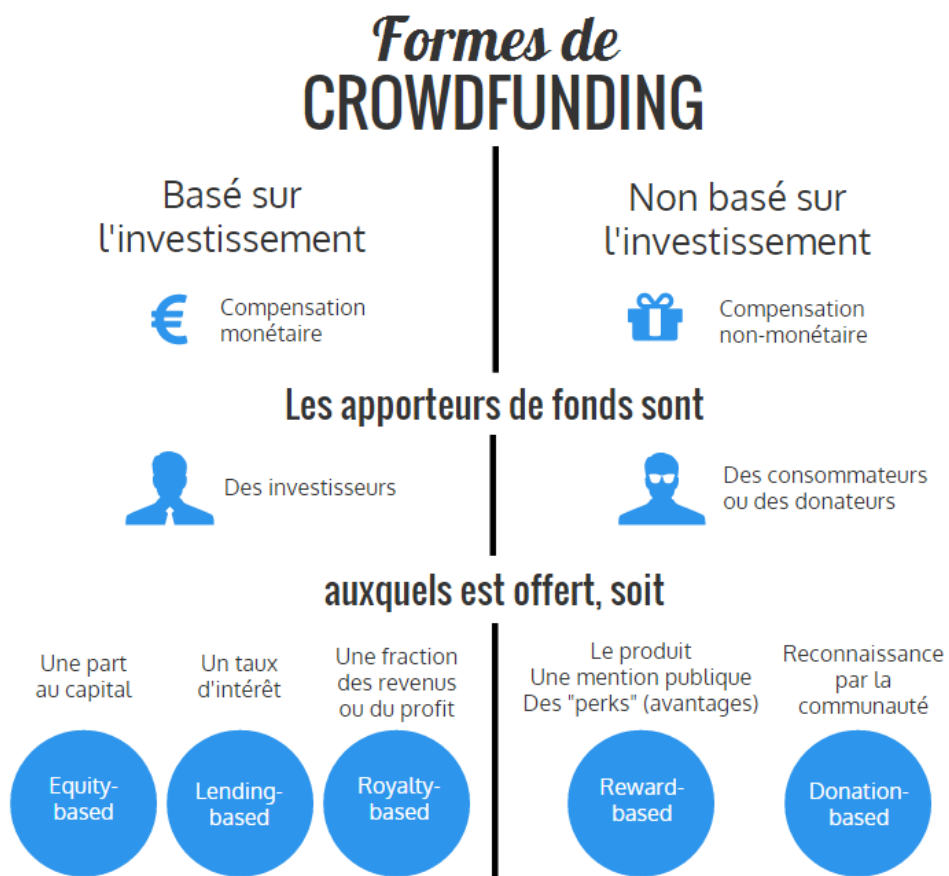 Formes de
CROWDFUNDING
Basé sur
l'investissement
Non basé sur
l'investissement
€ Compensation
monétaire
Compensation
non-monétaire
Les apporteurs de fonds sont
Des investisseurs
Des consommateurs
ou des donateurs
auxquels est offert, soit
Une part
au capital
Un taux
d'intérêt
Une fraction
des revenus
ou du profit
Le produit
Une mention publique
Des "perks" (avantages)
Reconnaissance
par la
communauté
Equity-
based
Lending-
based
Royalty-
based
Reward-
based
Donation-
based